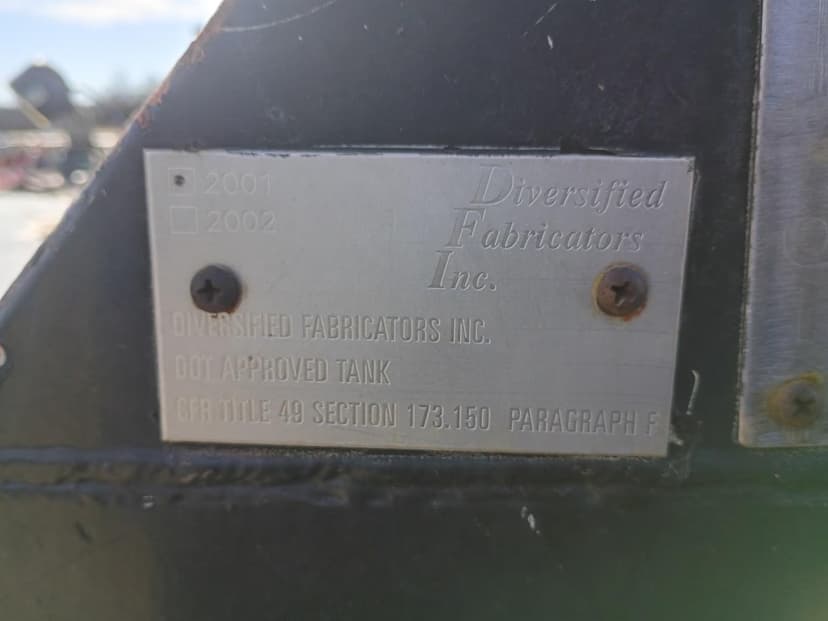 2001
2002
Diversified
Fabricators
Inc.
DIVERSIFIED FABRICATORS INC.
DOT APPROVED TANK
CFR TITLE 49 SECTION 173.150 PARAGRAPH F